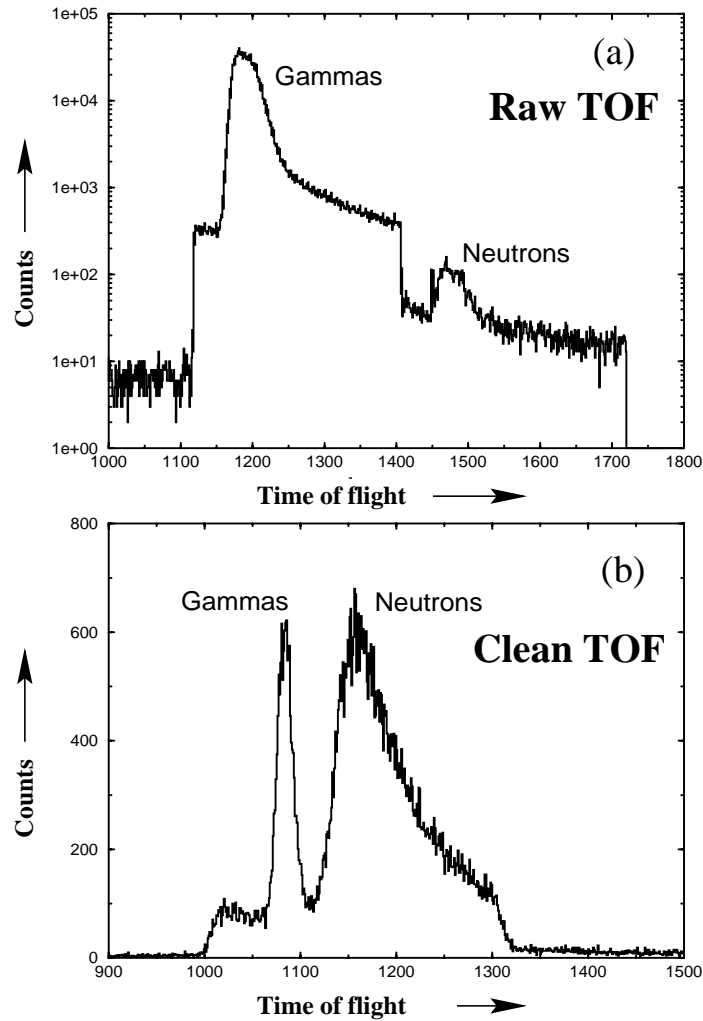 1e+05
(a)
Gammas
1e+04
Raw TOF
1e+03
Counts
Neutrons
1e+02
1e+01
1e+00
1000 1100 1200 1300 1400 1500 1600 1700 1800
Time of flight
800
(b)
Gammas Neutrons
600
Clean TOF
Counts
400
200
0
900 1000 1100 1200 1300 1400 1500
Time of flight